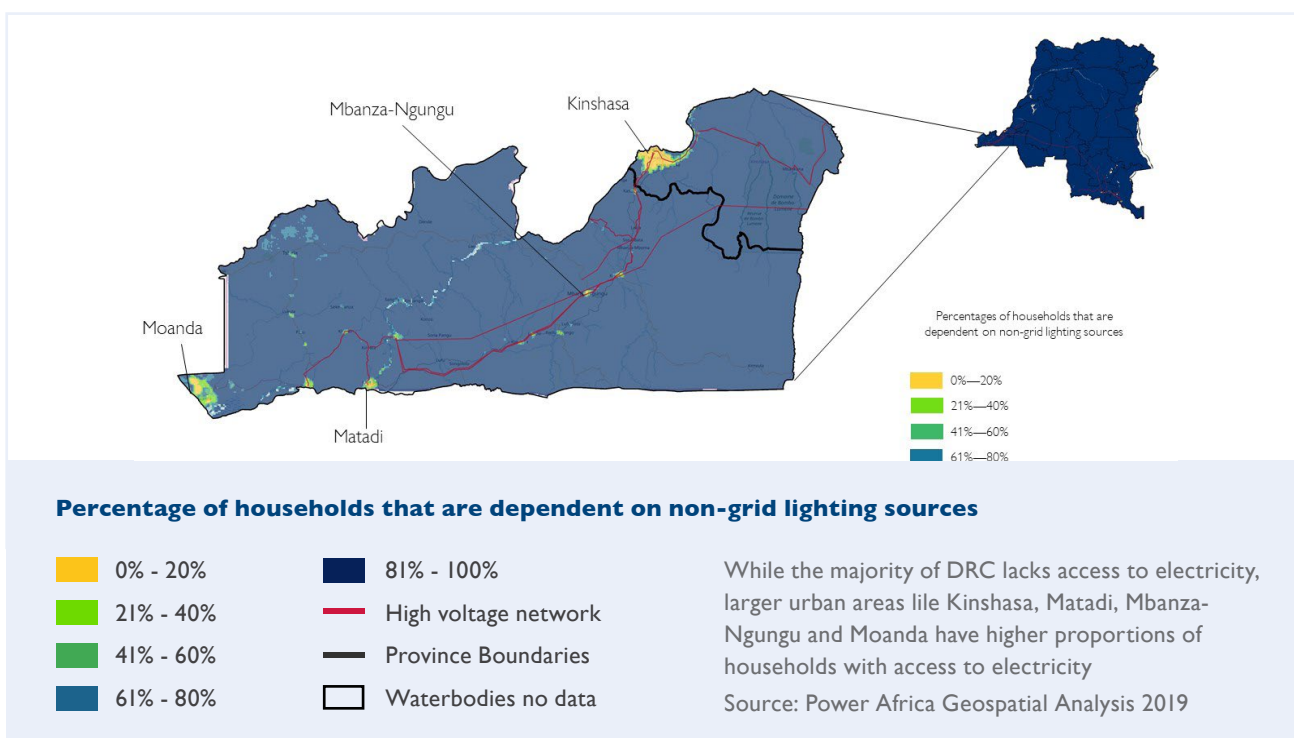 Mbanza-Ngungu
Kinshasa
Moanda
Matadi
Percentages of households that are
dependent on non-grid lighting sources
0%—20%
21%—40%
41%—60%
61%—80%
Percentage of households that are dependent on non-grid lighting sources
0% - 20%
21% - 40%
41% - 60%
61% - 80%
81% - 100%
High voltage network
Province Boundaries
Waterbodies no data
While the majority of DRC lacks access to electricity,
larger urban areas lile Kinshasa, Matadi, Mbanza-
Ngungu and Moanda have higher proportions of
households with access to electricity
Source: Power Africa Geospatial Analysis 2019